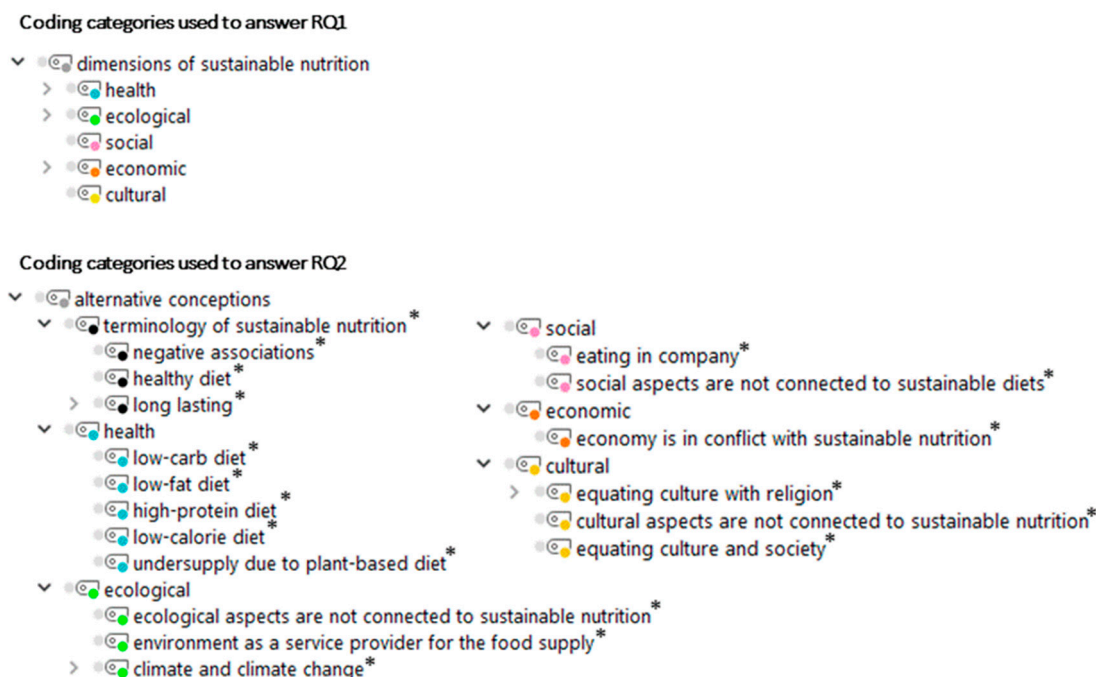 Coding categories used to answer RQ1
dimensions of sustainable nutrition
health
ecological
social
economic
cultural
Coding categories used to answer RQ2
alternative conceptions
terminology of sustainable nutrition*
negative associations*
healthy diet*
long lasting*
health
low-carb diet*
low-fat diet*
high-protein diet*
low-calorie diet*
undersupply due to plant-based diet*
ecological
ecological aspects are not connected to sustainable nutrition*
environment as a service provider for the food supply*
climate and climate change*
social
eating in company*
social aspects are not connected to sustainable diets*
economic
economy is in conflict with sustainable nutrition*
cultural
equating culture with religion*
cultural aspects are not connected to sustainable nutrition*
equating culture and society*